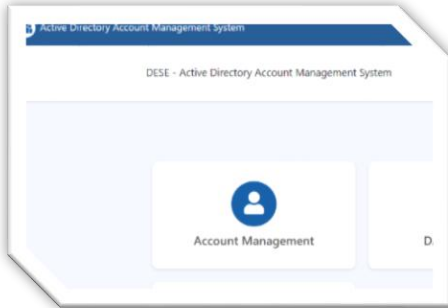 Active Directory Account Management System
DESE - Active Directory Account Management System
Account Management